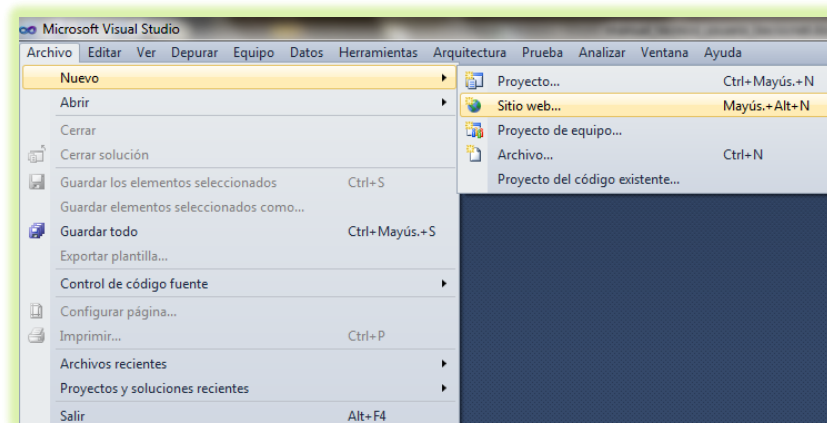 Microsoft Visual Studio
Archivo Editar Ver Depurar Equipo Datos Herramientas Arquitectura Prueba Analizar Ventana Ayuda
Nuevo
Abrir
Cerrar
Cerrar solución
Guardar los elementos seleccionados Ctrl+S
Guardar elementos seleccionados como...
Guardar todo Ctrl+Mayús.+S
Exportar plantilla...
Control de código fuente
Configurar página...
Imprimir... Ctrl+P
Archivos recientes
Proyectos y soluciones recientes
Salir Alt+F4
Proyecto... Ctrl+Mayús.+N
Sitio web... Mayús.+Alt+N
Proyecto de equipo...
Archivo... Ctrl+N
Proyecto del código existente...